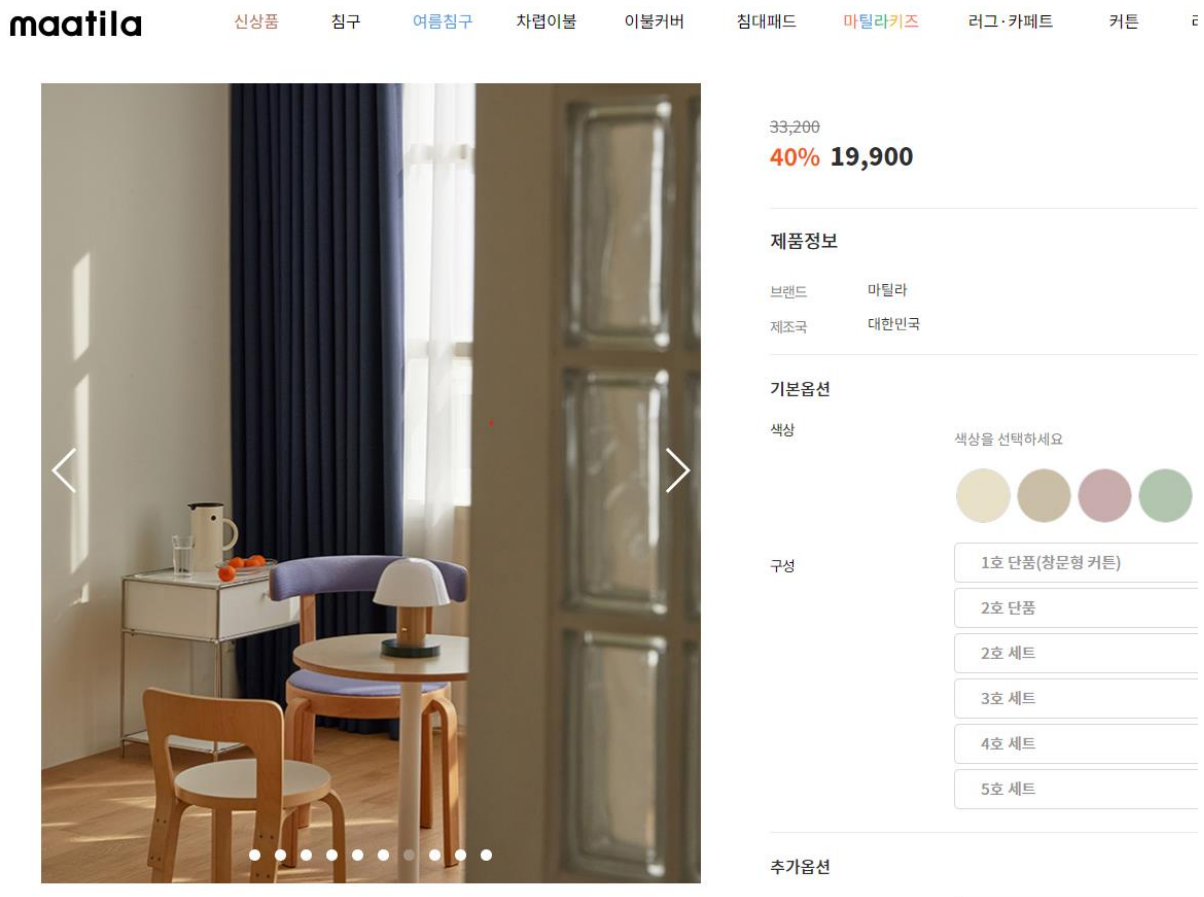 maatila
신상품 침구 여름침구 차렵이불 이불커버 침대패드 마틸라키즈 러그·카페트 커튼
33,200
40% 19,900
제품정보
브랜드 마틸라
제조국 대한민국
기본옵션
색상
색상을 선택하세요
구성
1호 단품(창문형 커튼)
2호 단품
2호 세트
3호 세트
4호 세트
5호 세트
추가옵션